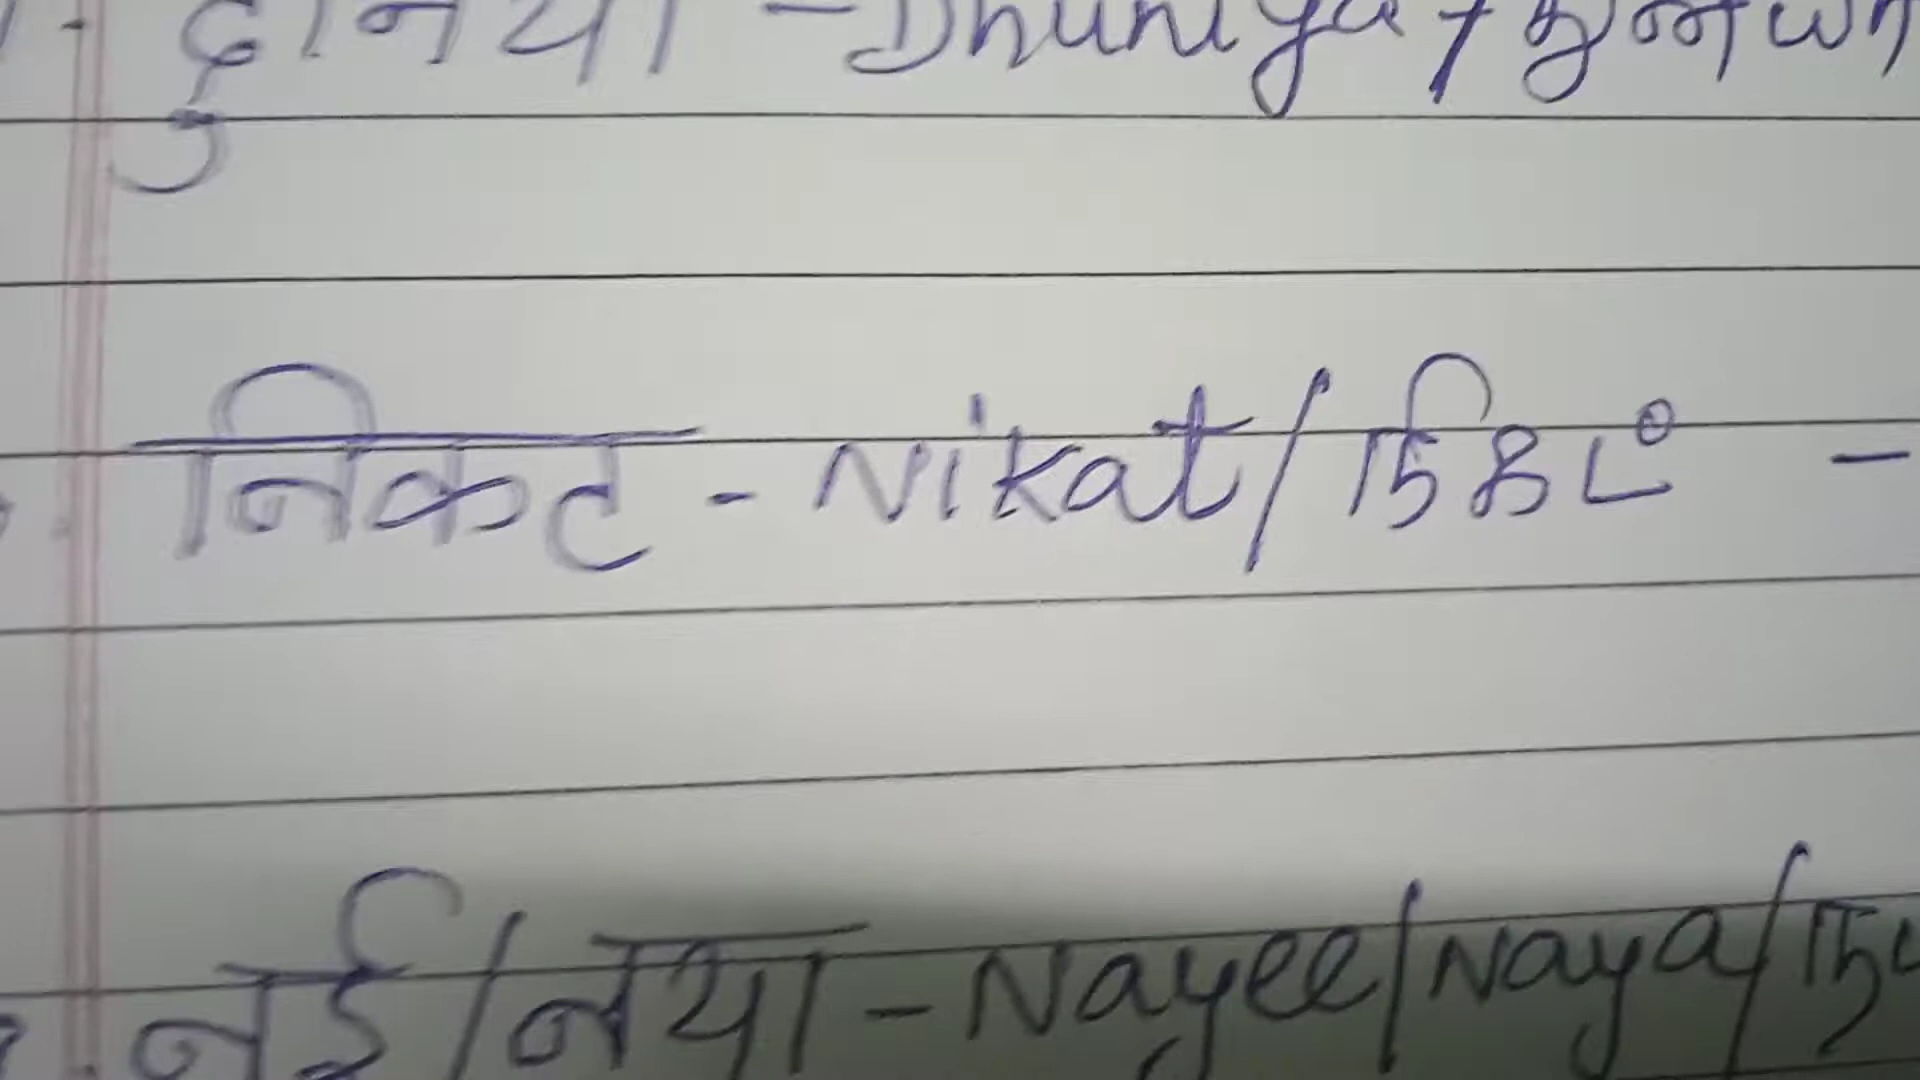 दुनिया - Dhuniya / துனியா
निकट - Nikat / நிகட் -
नई / नया - Nayee / Naya /